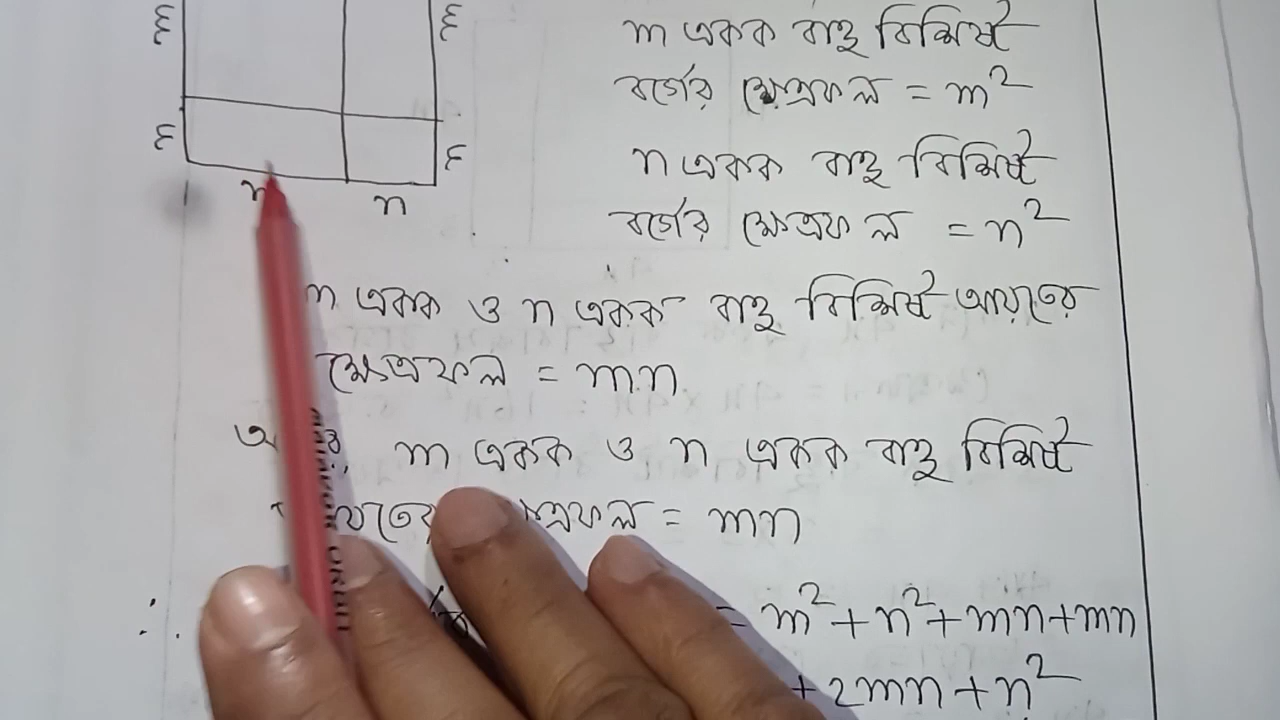 m একক বাহু বিশিষ্ট
বর্গের ক্ষেত্রফল = m²
n একক বাহু বিশিষ্ট
বর্গের ক্ষেত্রফল = n²
m m
m n
n
m একক ও n একক বাহু বিশিষ্ট আয়তের
ক্ষেত্রফল = mn
m একক ও n একক বাহু বিশিষ্ট
= mn
∴ = m² + n² + mn + mn
+ 2mn + n²